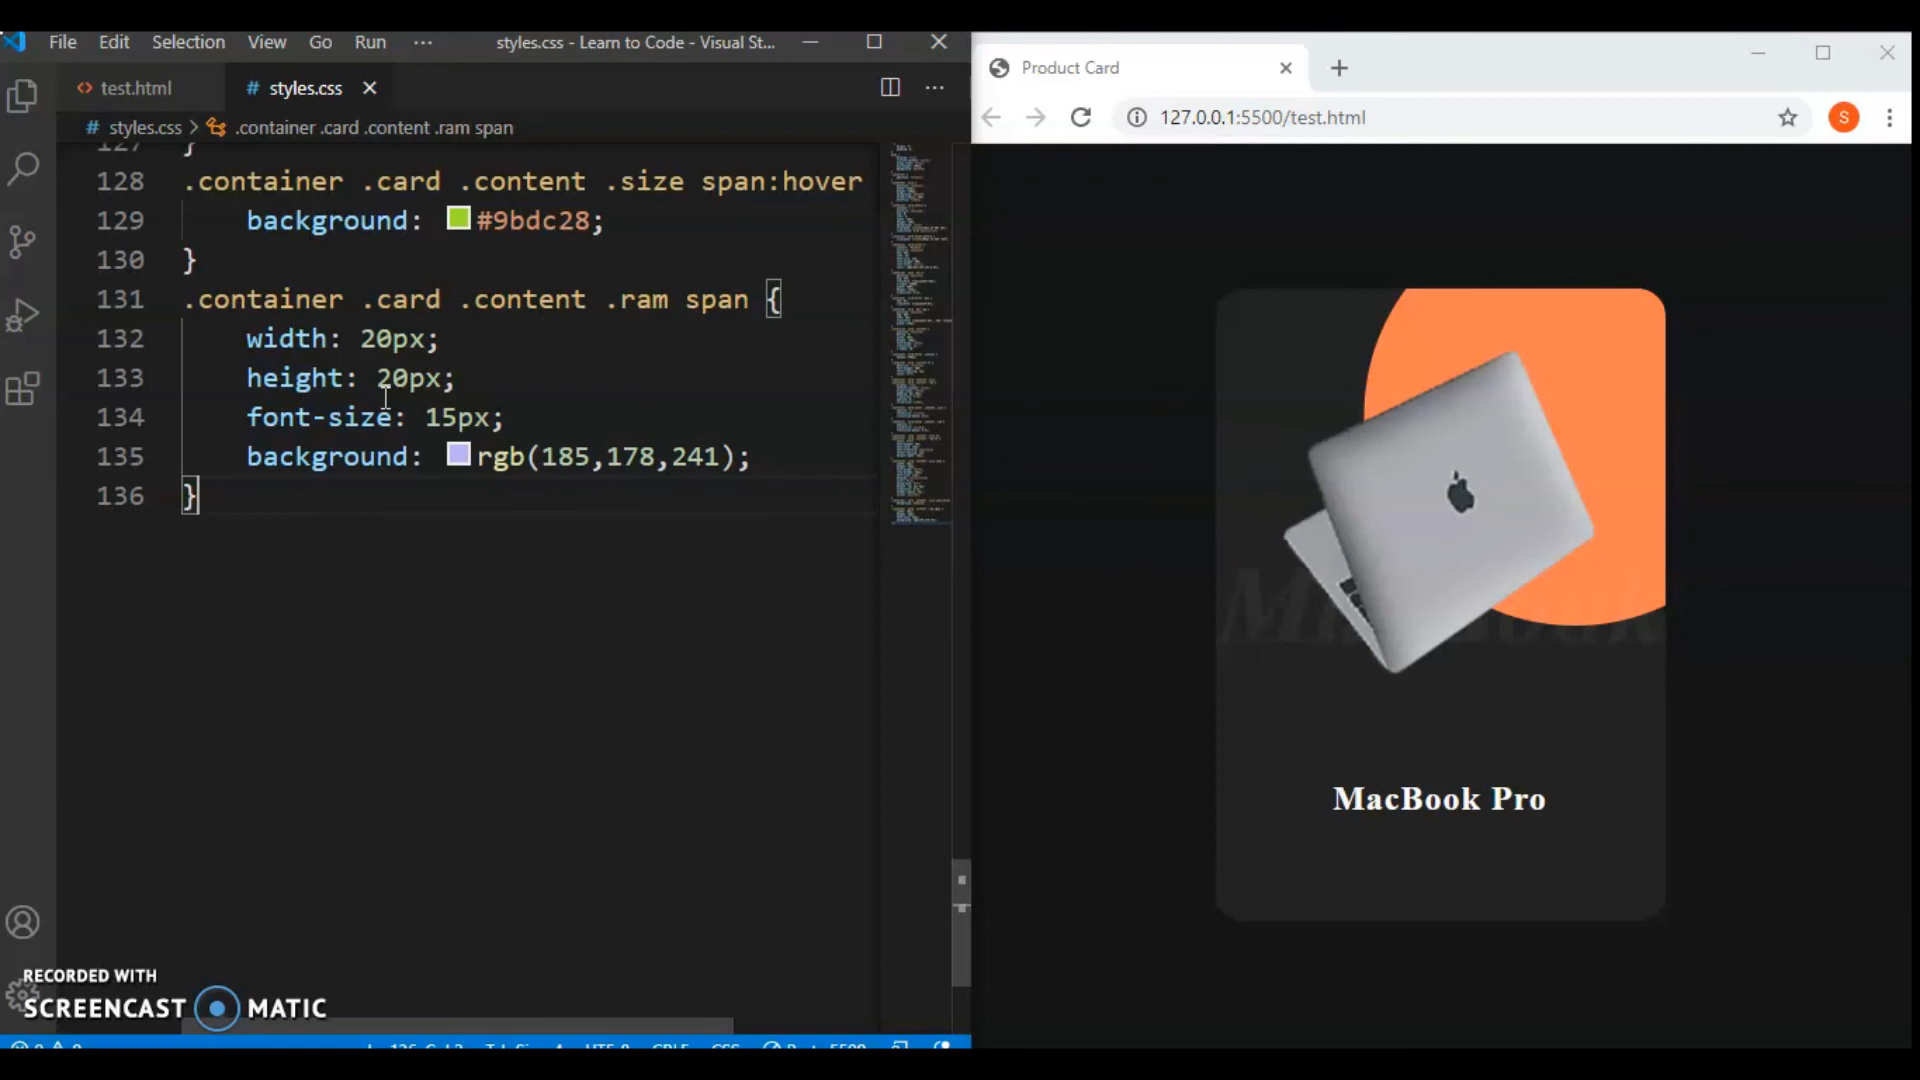 File Edit Selection View Go Run ... styles.css - Learn to Code - Visual St...
test.html # styles.css
# styles.css > .container .card .content .ram span
127 }
128 .container .card .content .size span:hover
129 background: #9bdc28;
130 }
131 .container .card .content .ram span {
132 width: 20px;
133 height: 20px;
134 font-size: 15px;
135 background: rgb(185,178,241);
136 }
RECORDED WITH
SCREENCAST MATIC
Product Card
127.0.0.1:5500/test.html
S
MacBook Pro